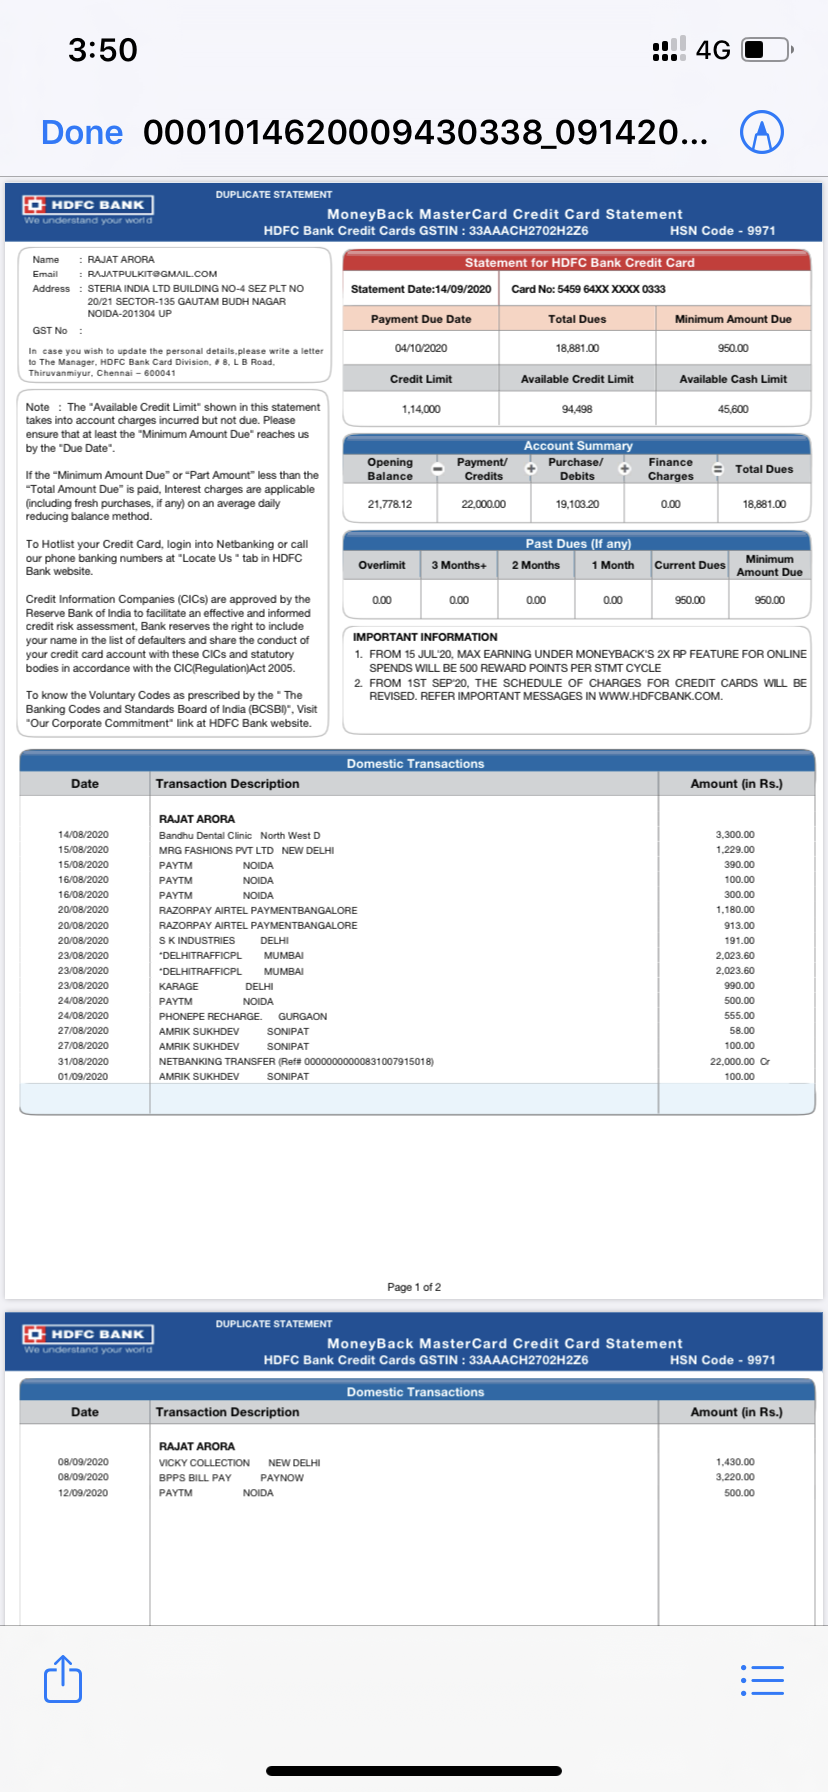 3:50
4G
Done 0001014620009430338_091420...
HDFC BANK
We understand your world
DUPLICATE STATEMENT
MoneyBack MasterCard Credit Card Statement
HDFC Bank Credit Cards GSTIN : 33AAACH2702H2Z6 HSN Code - 9971
Name : RAJAT ARORA
Email : RAJATPULKIT@GMAIL.COM
Address : STERIA INDIA LTD BUILDING NO-4 SEZ PLT NO
20/21 SECTOR-135 GAUTAM BUDH NAGAR
NOIDA-201304 UP
GST No :
In case you wish to update the personal details,please write a letter
to The Manager, HDFC Bank Card Division, # 8, L B Road,
Thiruvanmiyur, Chennai – 600041
Note : The "Available Credit Limit" shown in this statement
takes into account charges incurred but not due. Please
ensure that at least the "Minimum Amount Due" reaches us
by the "Due Date".
If the “Minimum Amount Due” or “Part Amount” less than the
“Total Amount Due” is paid, Interest charges are applicable
(including fresh purchases, if any) on an average daily
reducing balance method.
To Hotlist your Credit Card, login into Netbanking or call
our phone banking numbers at "Locate Us " tab in HDFC
Bank website.
Credit Information Companies (CICs) are approved by the
Reserve Bank of India to facilitate an effective and informed
credit risk assessment, Bank reserves the right to include
your name in the list of defaulters and share the conduct of
your credit card account with these CICs and statutory
bodies in accordance with the CIC(Regulation)Act 2005.
To know the Voluntary Codes as prescribed by the " The
Banking Codes and Standards Board of India (BCSBI)", Visit
"Our Corporate Commitment" link at HDFC Bank website.
Statement for HDFC Bank Credit Card
Statement Date:14/09/2020 Card No: 5459 64XX XXXX 0333
Payment Due Date Total Dues Minimum Amount Due
04/10/2020 18,881.00 950.00
Credit Limit Available Credit Limit Available Cash Limit
1,14,000 94,498 45,600
Account Summary
Opening Balance - Payment/ Credits + Purchase/ Debits + Finance Charges = Total Dues
21,778.12 22,000.00 19,103.20 0.00 18,881.00
Past Dues (If any)
Overlimit 3 Months+ 2 Months 1 Month Current Dues Minimum Amount Due
0.00 0.00 0.00 0.00 950.00 950.00
IMPORTANT INFORMATION
1. FROM 15 JUL'20, MAX EARNING UNDER MONEYBACK'S 2X RP FEATURE FOR ONLINE
SPENDS WILL BE 500 REWARD POINTS PER STMT CYCLE
2. FROM 1ST SEP'20, THE SCHEDULE OF CHARGES FOR CREDIT CARDS WILL BE
REVISED. REFER IMPORTANT MESSAGES IN WWW.HDFCBANK.COM.
Domestic Transactions
Date Transaction Description Amount (in Rs.)
RAJAT ARORA
14/08/2020 Bandhu Dental Clinic North West D 3,300.00
15/08/2020 MRG FASHIONS PVT LTD NEW DELHI 1,229.00
15/08/2020 PAYTM NOIDA 390.00
16/08/2020 PAYTM NOIDA 100.00
16/08/2020 PAYTM NOIDA 300.00
20/08/2020 RAZORPAY AIRTEL PAYMENTBANGALORE 1,180.00
20/08/2020 RAZORPAY AIRTEL PAYMENTBANGALORE 913.00
20/08/2020 S K INDUSTRIES DELHI 191.00
23/08/2020 *DELHITRAFFICPL MUMBAI 2,023.60
23/08/2020 *DELHITRAFFICPL MUMBAI 2,023.60
23/08/2020 KARAGE DELHI 990.00
24/08/2020 PAYTM NOIDA 500.00
24/08/2020 PHONEPE RECHARGE. GURGAON 555.00
27/08/2020 AMRIK SUKHDEV SONIPAT 58.00
27/08/2020 AMRIK SUKHDEV SONIPAT 100.00
31/08/2020 NETBANKING TRANSFER (Ref# 00000000000831007915018) 22,000.00 Cr
01/09/2020 AMRIK SUKHDEV SONIPAT 100.00
Page 1 of 2
HDFC BANK
We understand your world
DUPLICATE STATEMENT
MoneyBack MasterCard Credit Card Statement
HDFC Bank Credit Cards GSTIN : 33AAACH2702H2Z6 HSN Code - 9971
Domestic Transactions
Date Transaction Description Amount (in Rs.)
RAJAT ARORA
08/09/2020 VICKY COLLECTION NEW DELHI 1,430.00
08/09/2020 BPPS BILL PAY PAYNOW 3,220.00
12/09/2020 PAYTM NOIDA 500.00